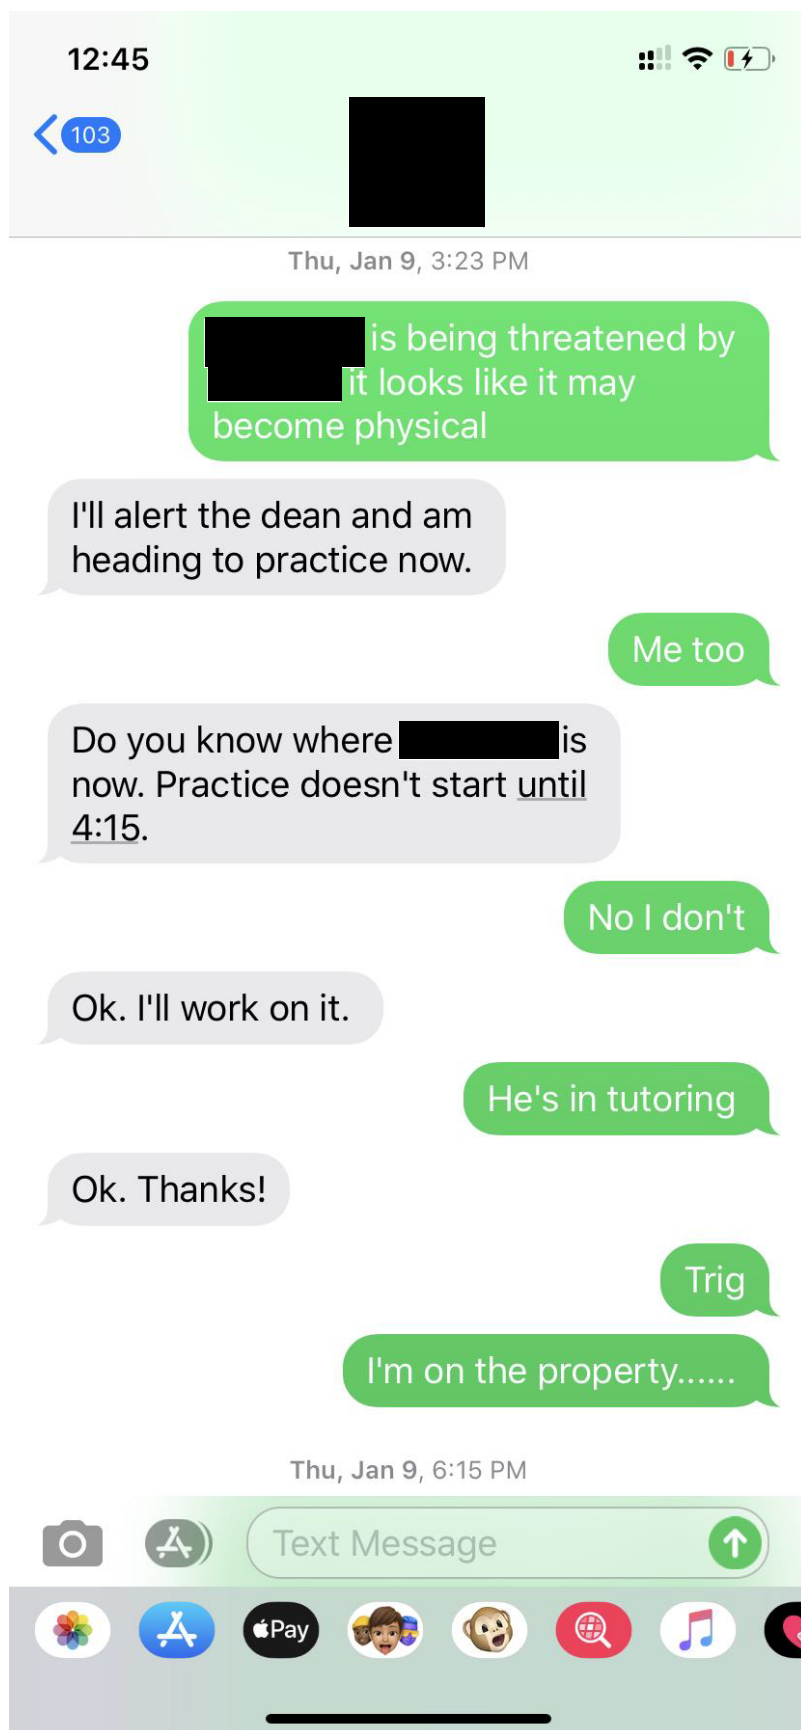 12:45
103
Thu, Jan 9, 3:23 PM
is being threatened by
it looks like it may
become physical
I'll alert the dean and am
heading to practice now.
Me too
Do you know where is
now. Practice doesn't start until
4:15.
No I don't
Ok. I'll work on it.
He's in tutoring
Ok. Thanks!
Trig
I'm on the property......
Thu, Jan 9, 6:15 PM
Text Message
Pay